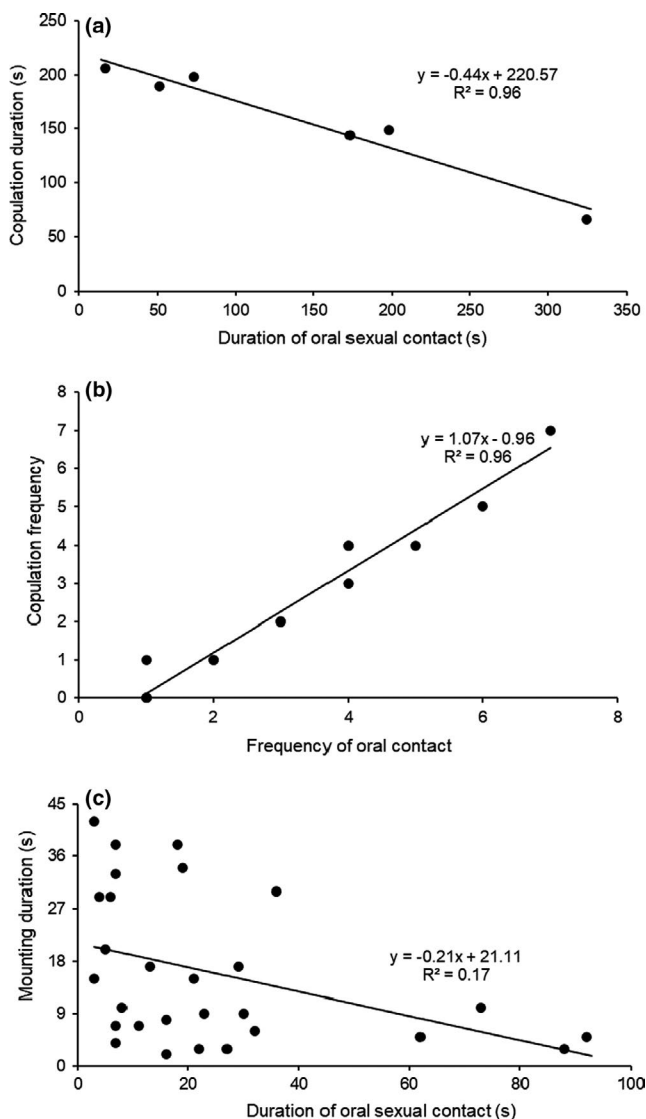 (a)
y = -0.44x + 220.57
R² = 0.96
Copulation duration (s)
250
200
150
100
50
0
50
100
150
200
250
300
350
Duration of oral sexual contact (s)
(b)
y = 1.07x - 0.96
R² = 0.96
Copulation frequency
8
7
6
5
4
3
2
1
0
0
2
4
6
8
Frequency of oral contact
(c)
y = -0.21x + 21.11
R² = 0.17
Mounting duration (s)
45
36
27
18
9
0
0
20
40
60
80
100
Duration of oral sexual contact (s)